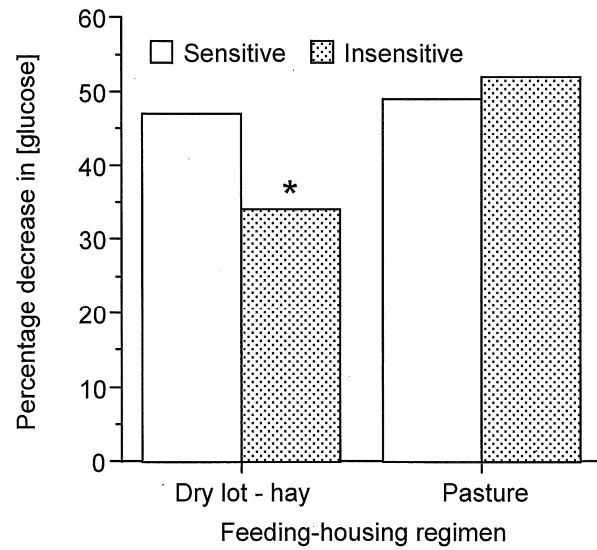 Percentage decrease in [glucose]
60
50
40
30
20
10
0
Sensitive Insensitive
*
Dry lot - hay Pasture
Feeding-housing regimen